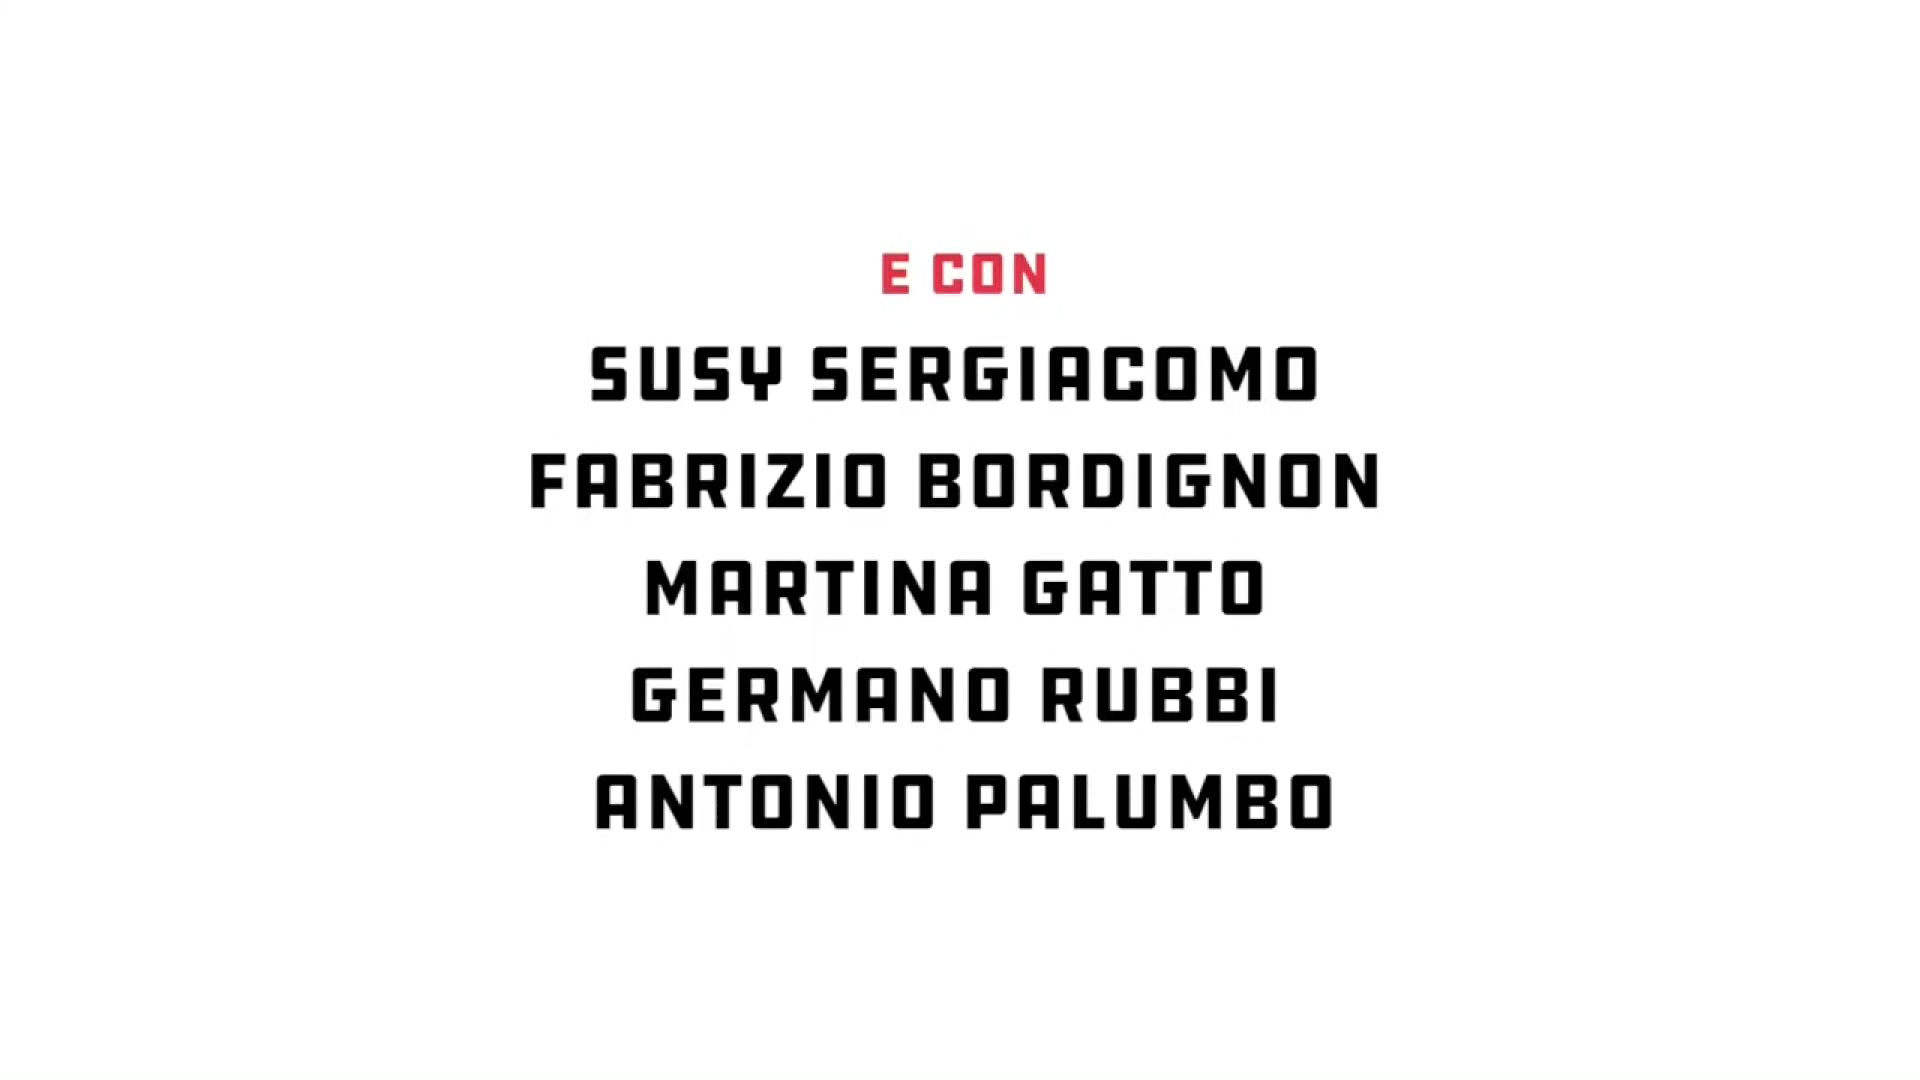 E CON
SUSY SERGIACOMO
FABRIZIO BORDIGNON
MARTINA GATTO
GERMANO RUBBI
ANTONIO PALUMBO